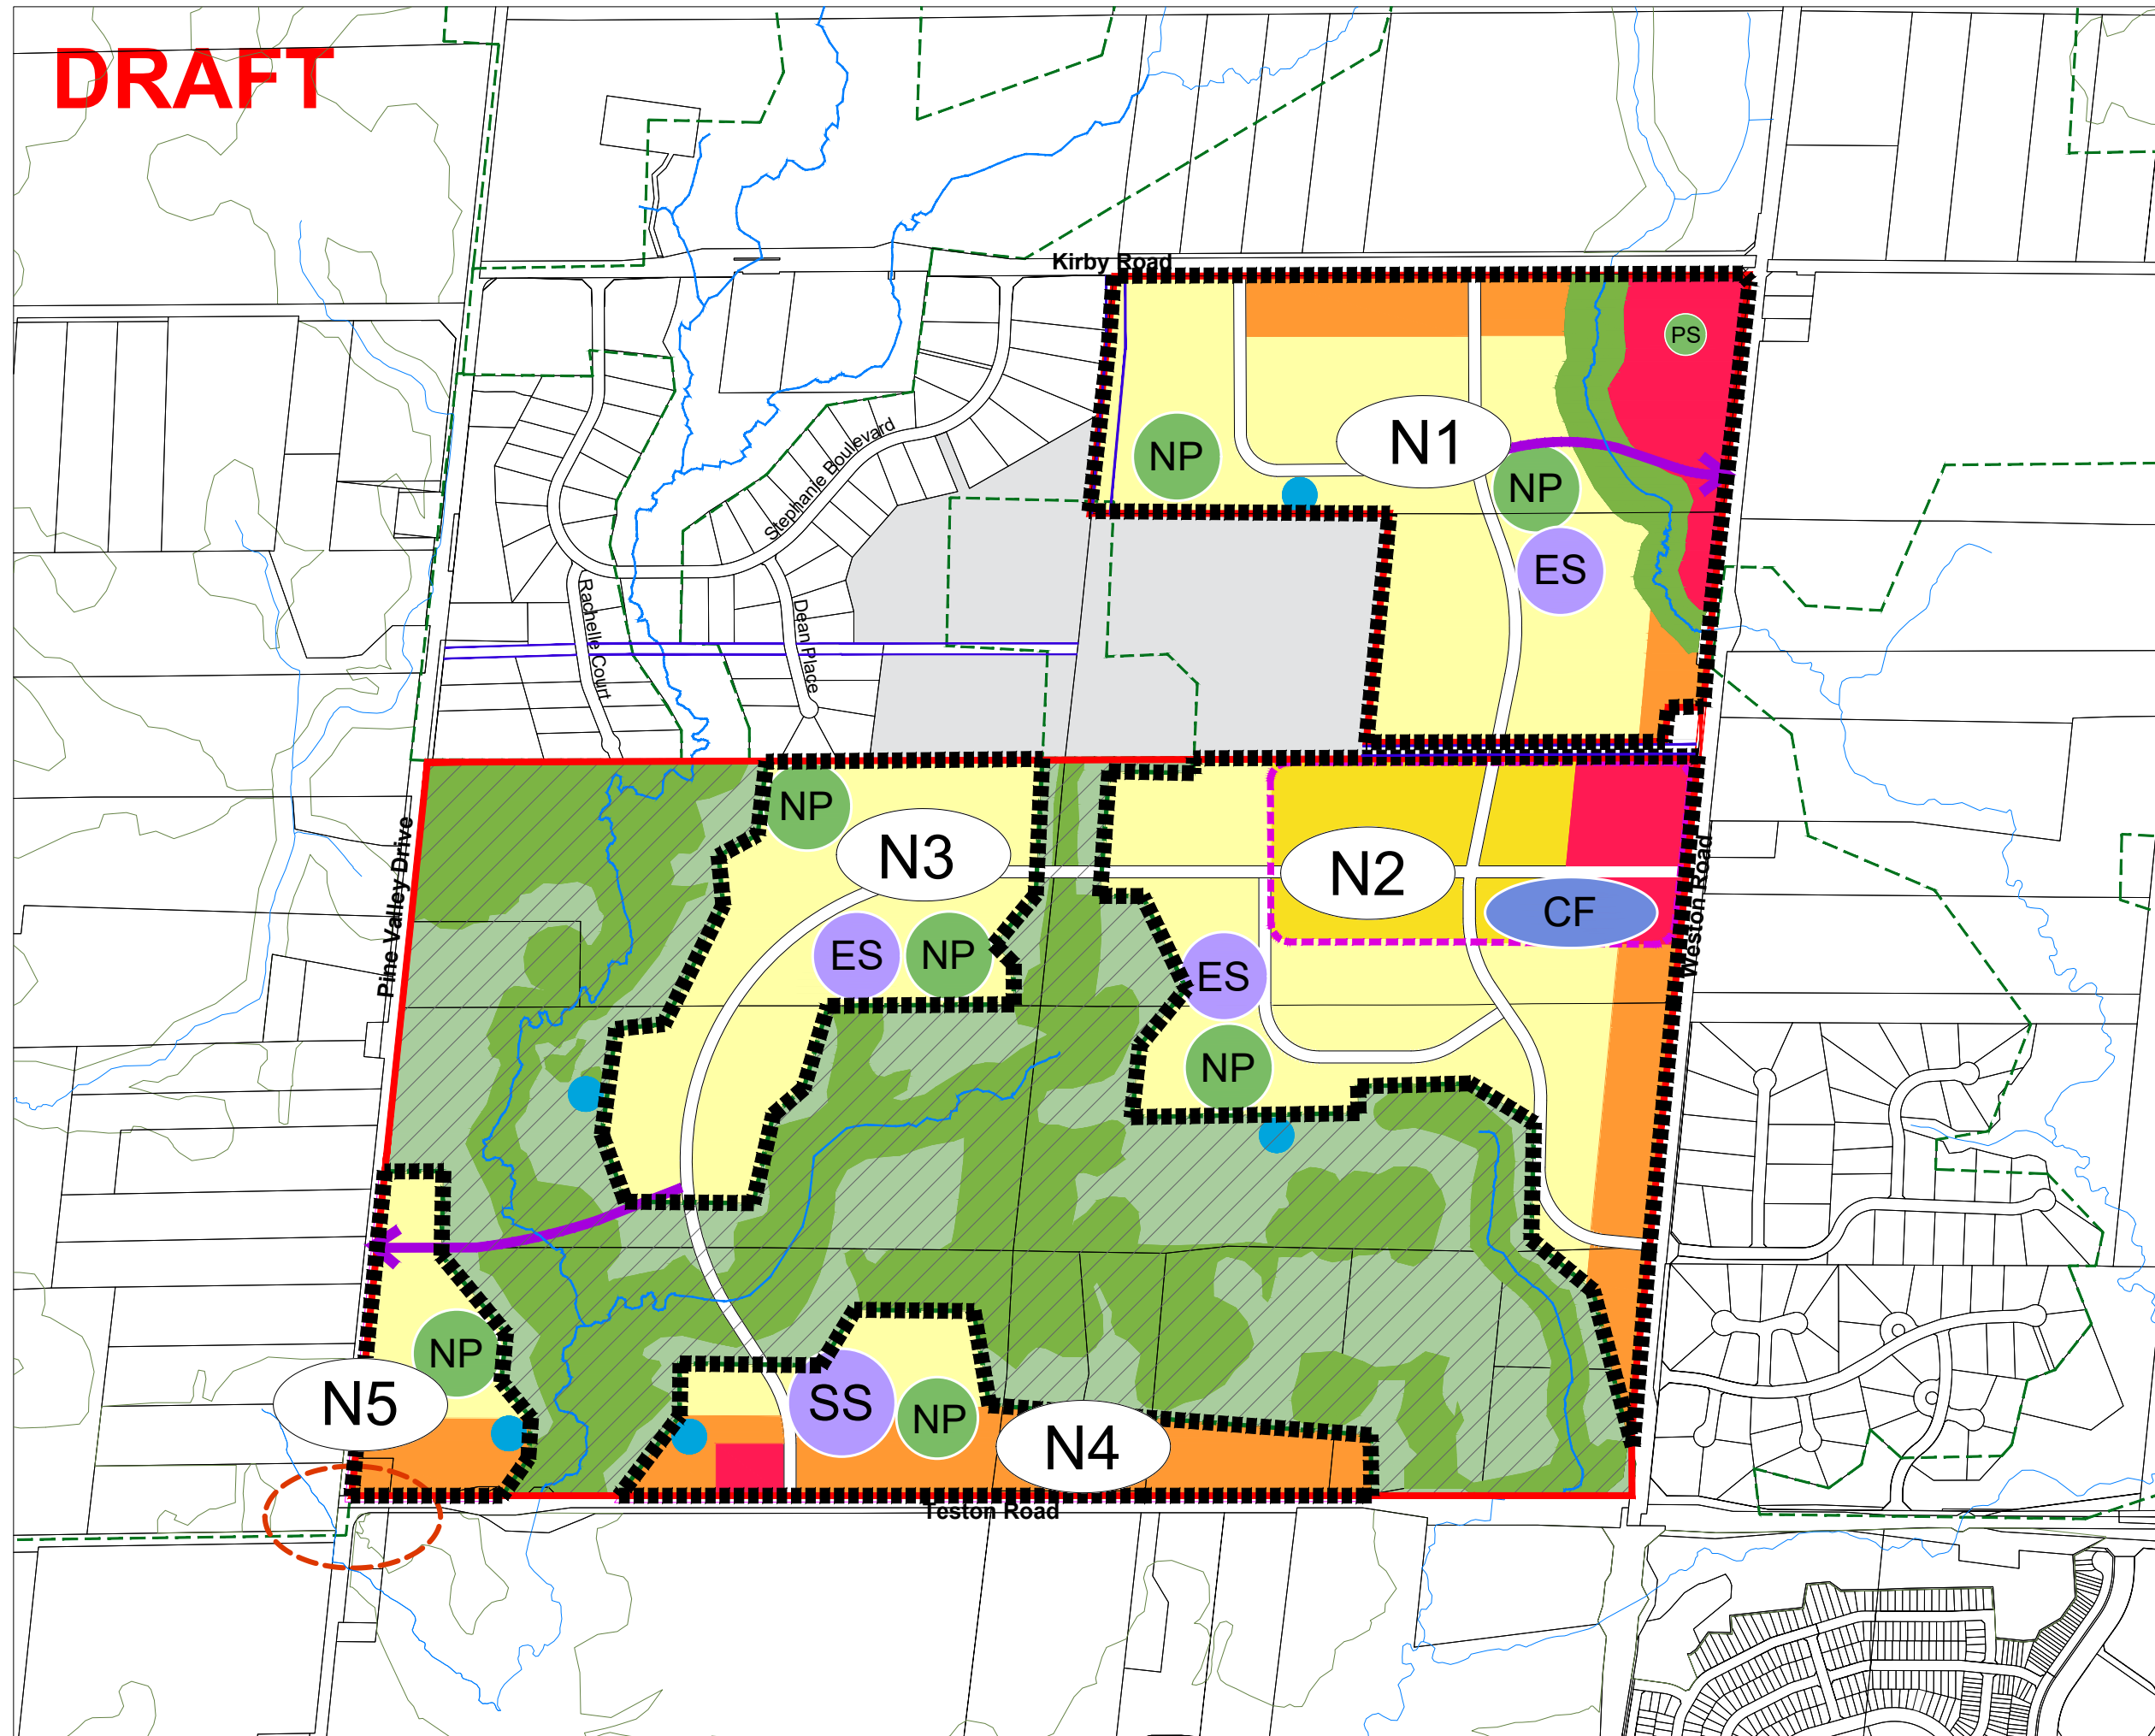 DRAFT
Kirby Road
PS
Stephanie Boulevard
N1
NP
NP
ES
Rachelle Court
Dean Place
NP
N3
N2
Pine Valley Drive
Weston Road
CF
ES
NP
ES
NP
NP
N5
SS
NP
N4
Teston Road